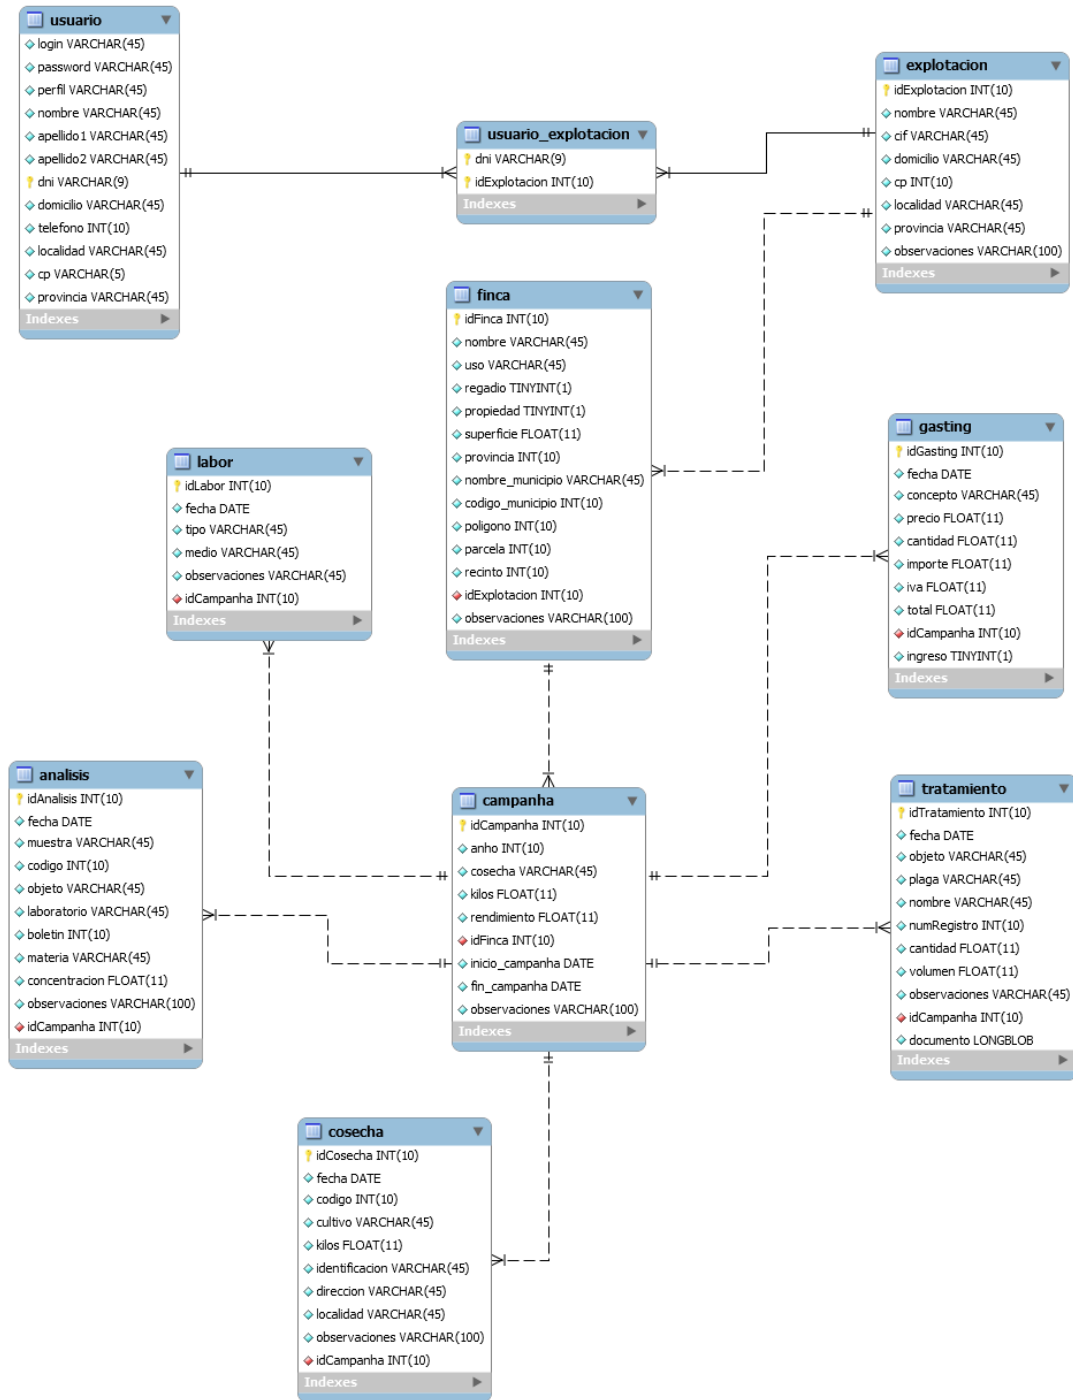 usuario
login VARCHAR(45)
password VARCHAR(45)
perfil VARCHAR(45)
nombre VARCHAR(45)
apellido1 VARCHAR(45)
apellido2 VARCHAR(45)
dni VARCHAR(9)
domicilio VARCHAR(45)
telefono INT(10)
localidad VARCHAR(45)
cp VARCHAR(5)
provincia VARCHAR(45)
Indexes
usuario_explotacion
dni VARCHAR(9)
idExplotacion INT(10)
Indexes
explotacion
idExplotacion INT(10)
nombre VARCHAR(45)
cif VARCHAR(45)
domicilio VARCHAR(45)
cp INT(10)
localidad VARCHAR(45)
provincia VARCHAR(45)
observaciones VARCHAR(100)
Indexes
finca
idFinca INT(10)
nombre VARCHAR(45)
uso VARCHAR(45)
regadio TINYINT(1)
propiedad TINYINT(1)
superficie FLOAT(11)
provincia INT(10)
nombre_municipio VARCHAR(45)
codigo_municipio INT(10)
poligono INT(10)
parcela INT(10)
recinto INT(10)
idExplotacion INT(10)
observaciones VARCHAR(100)
Indexes
labor
idLabor INT(10)
fecha DATE
tipo VARCHAR(45)
medio VARCHAR(45)
observaciones VARCHAR(45)
idCampanha INT(10)
Indexes
gasting
idGasting INT(10)
fecha DATE
concepto VARCHAR(45)
precio FLOAT(11)
cantidad FLOAT(11)
importe FLOAT(11)
iva FLOAT(11)
total FLOAT(11)
idCampanha INT(10)
ingreso TINYINT(1)
Indexes
analisis
idAnalisis INT(10)
fecha DATE
muestra VARCHAR(45)
codigo INT(10)
objeto VARCHAR(45)
laboratorio VARCHAR(45)
boletin INT(10)
materia VARCHAR(45)
concentracion FLOAT(11)
observaciones VARCHAR(100)
idCampanha INT(10)
Indexes
campanha
idCampanha INT(10)
anho INT(10)
cosecha VARCHAR(45)
kilos FLOAT(11)
rendimiento FLOAT(11)
idFinca INT(10)
inicio_campanha DATE
fin_campanha DATE
observaciones VARCHAR(100)
Indexes
tratamiento
idTratamiento INT(10)
fecha DATE
objeto VARCHAR(45)
plaga VARCHAR(45)
nombre VARCHAR(45)
numRegistro INT(10)
cantidad FLOAT(11)
volumen FLOAT(11)
observaciones VARCHAR(45)
idCampanha INT(10)
documento LONGBLOB
Indexes
cosecha
idCosecha INT(10)
fecha DATE
codigo INT(10)
cultivo VARCHAR(45)
kilos FLOAT(11)
identificacion VARCHAR(45)
direccion VARCHAR(45)
localidad VARCHAR(45)
observaciones VARCHAR(100)
idCampanha INT(10)
Indexes